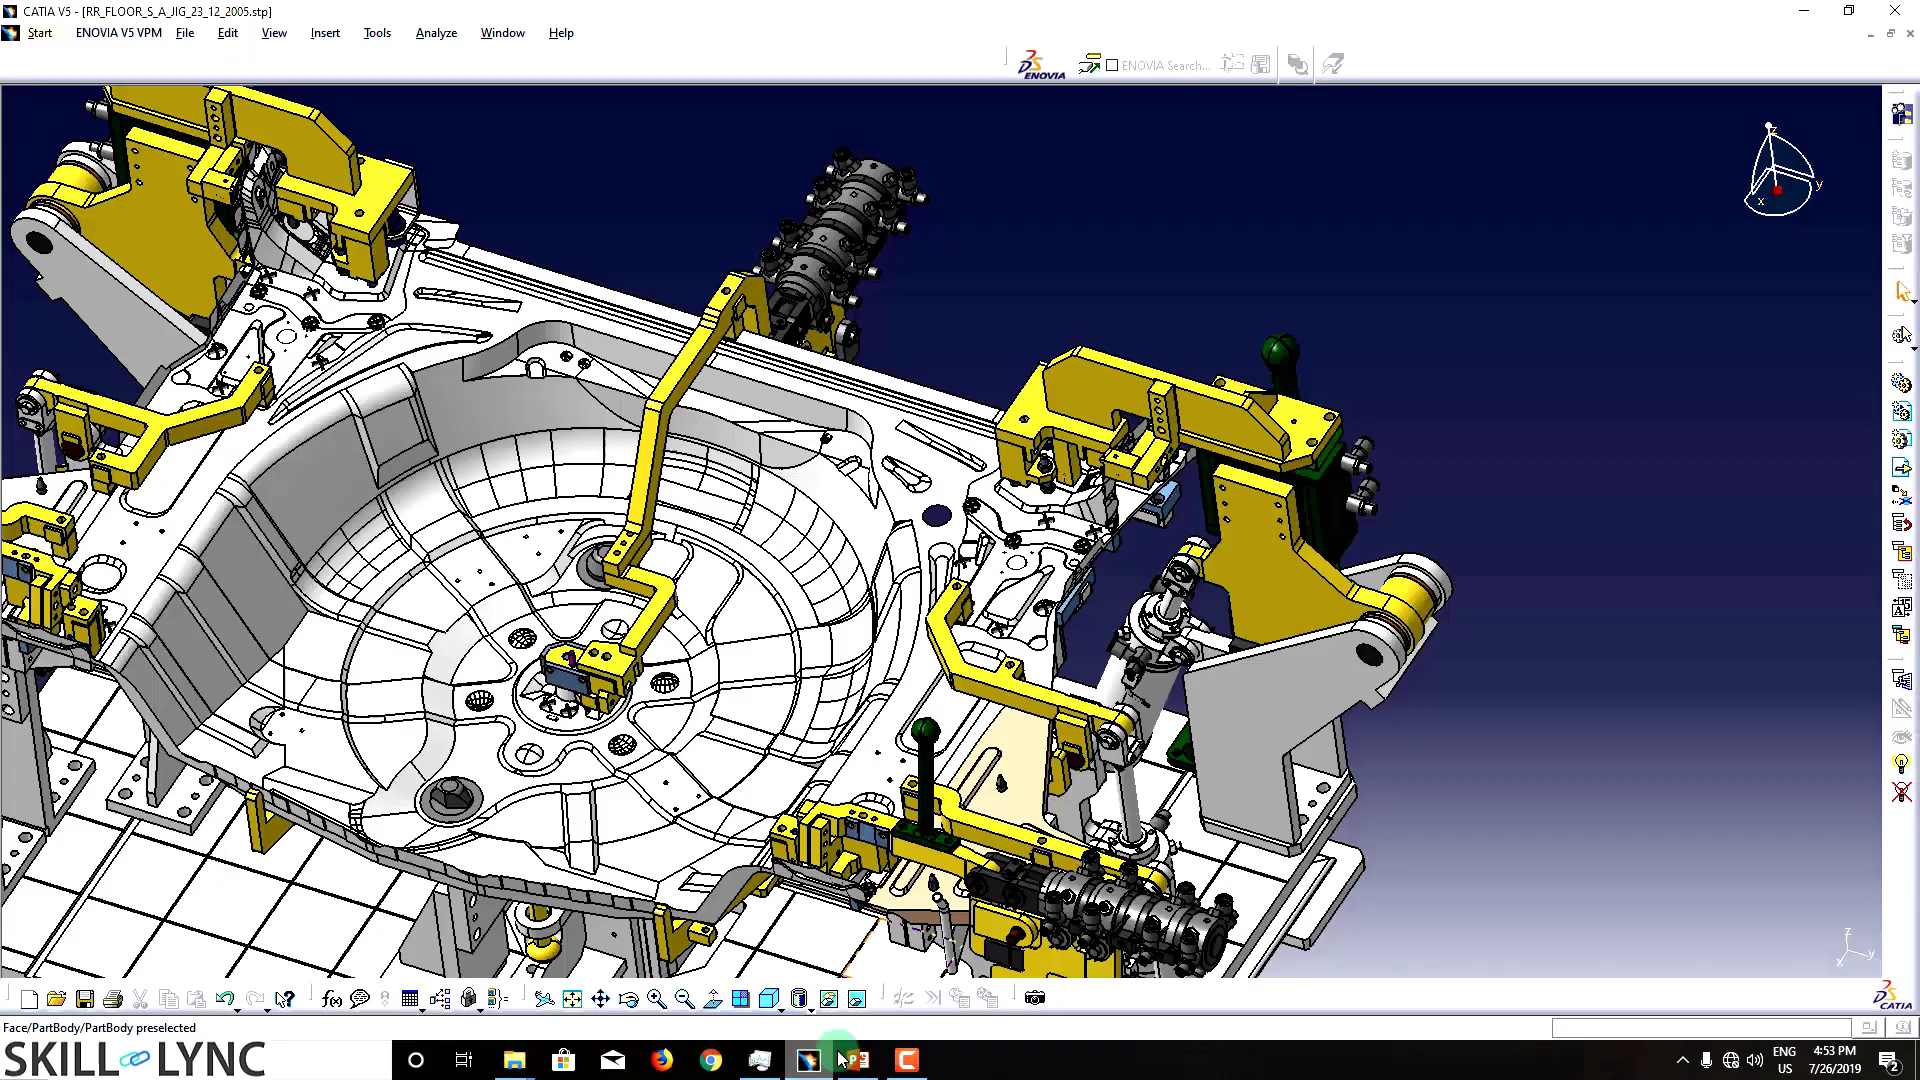 CATIA V5 - [RR_FLOOR_S_A_JIG_23_12_2005.stp]
Start ENOVIA V5 VPM File Edit View Insert Tools Analyze Window Help
ENOVIA
ENOVIA Search...
z
y
x
z
y
x
f(x)
CATIA
Face/PartBody/PartBody preselected
SKILL LYNC
ENG
US
4:53 PM
7/26/2019
2